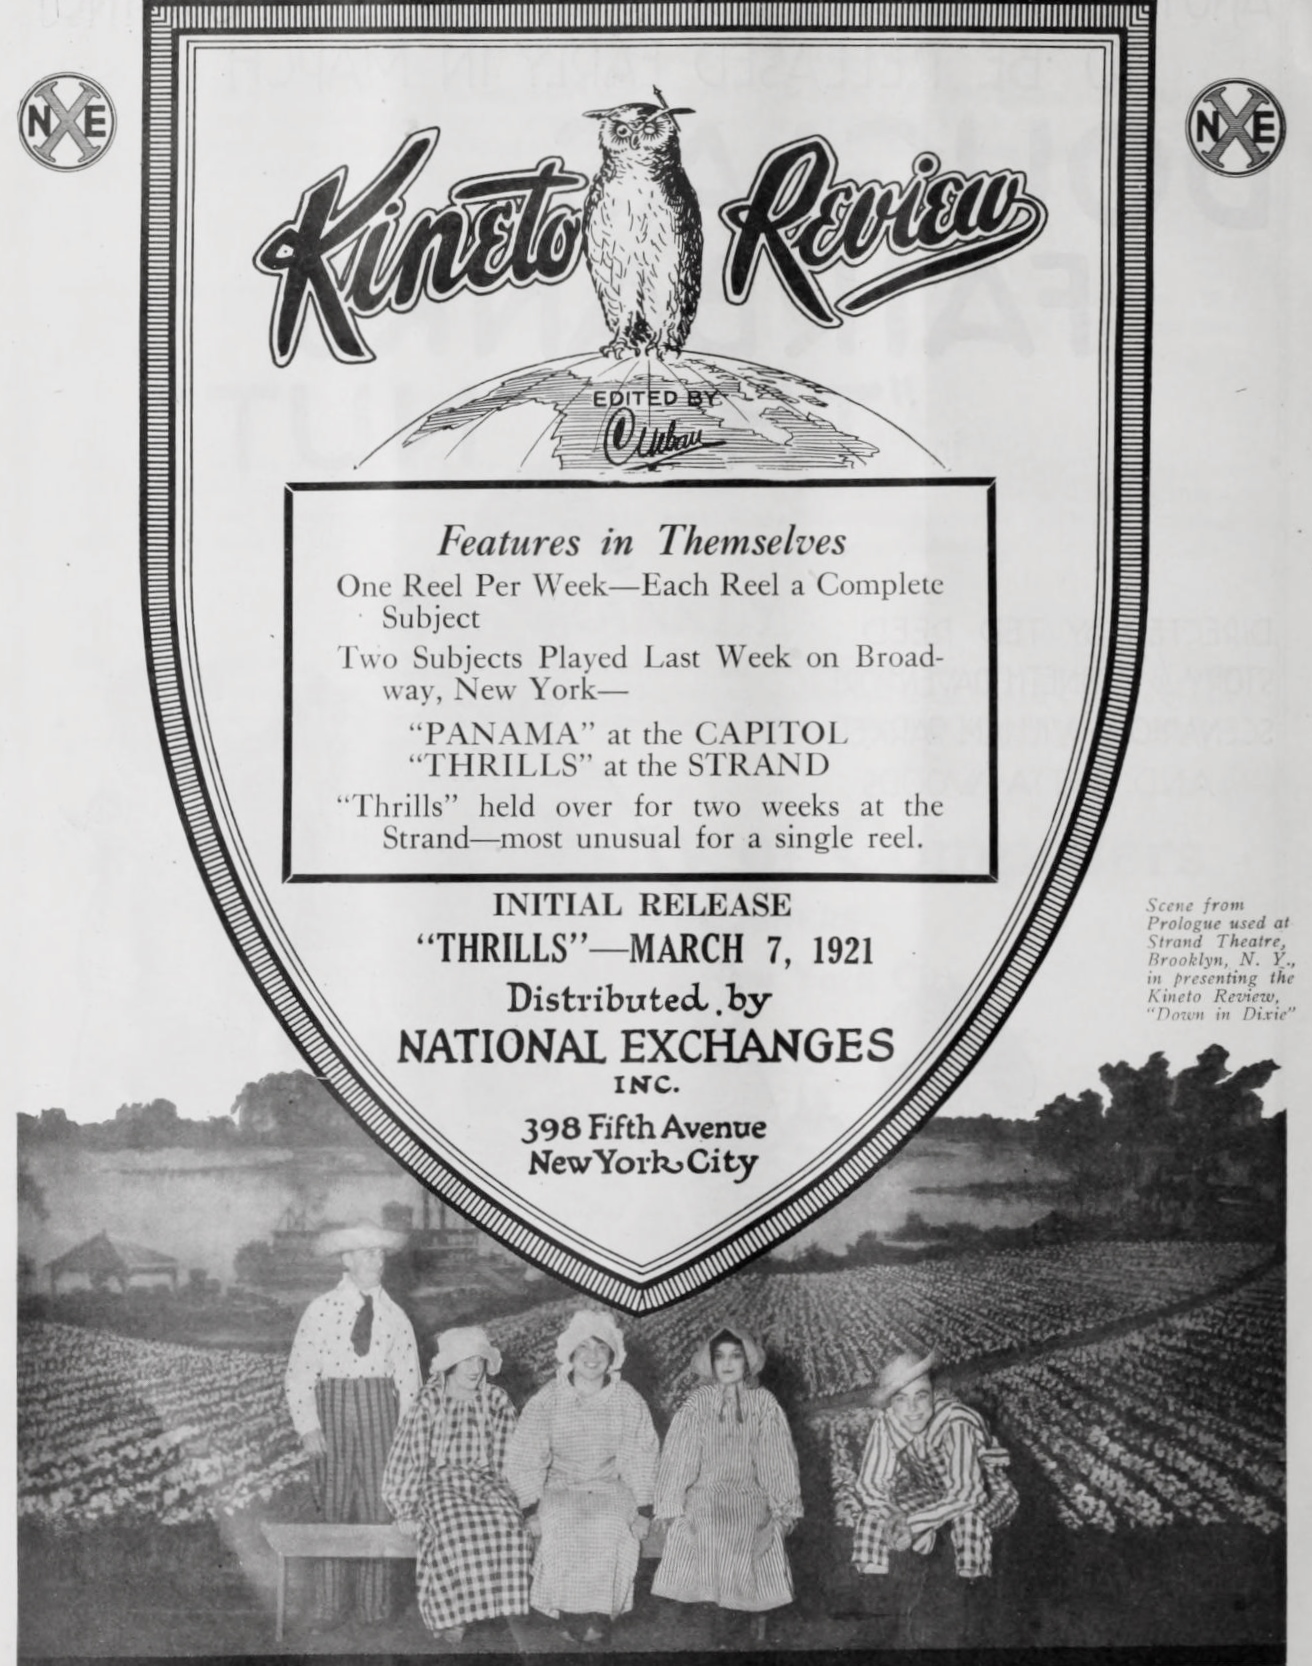 NXE
NXE
Kineto Review
EDITED BY
C Urban
Features in Themselves
One Reel Per Week—Each Reel a Complete
Subject
Two Subjects Played Last Week on Broad-
way, New York—
"PANAMA" at the CAPITOL
"THRILLS" at the STRAND
"Thrills" held over for two weeks at the
Strand—most unusual for a single reel.
INITIAL RELEASE
"THRILLS"—MARCH 7, 1921
Distributed by
NATIONAL EXCHANGES
INC.
398 Fifth Avenue
New York City
Scene from
Prologue used at
Strand Theatre,
Brooklyn, N. Y.,
in presenting the
Kineto Review,
"Down in Dixie"